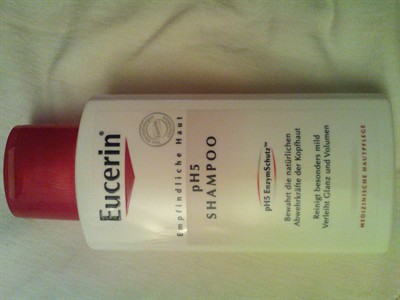 Eucerin®
Empfindliche Haut
pH5
SHAMPOO
pH5 EnzymSchutz™
Bewahrt die natürlichen
Abwehrkräfte der Kopfhaut
Reinigt besonders mild
Verleiht Glanz und Volumen
MEDIZINISCHE HAUTPFLEGE